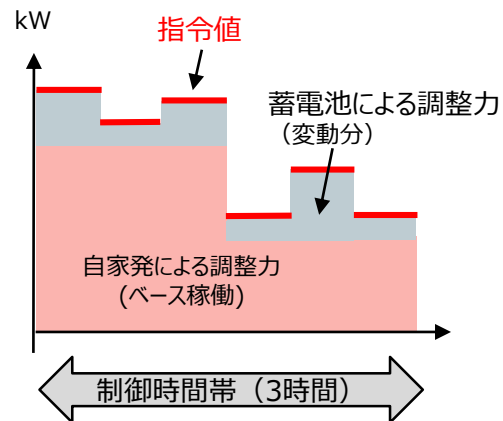 kW
指令値
蓄電池による調整力
（変動分）
自家発による調整力
(ベース稼働)
制御時間帯（3時間）